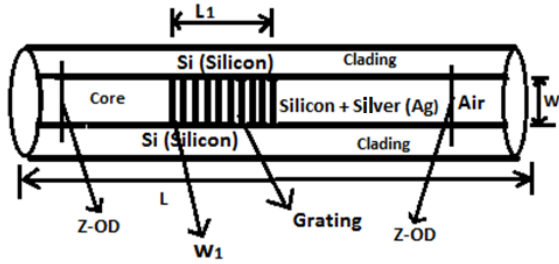 L1
Si (Silicon) Clading
Core
Silicon + Silver (Ag) Air
W
Si (Silicon) Clading
L
Z-OD
W1
Grating
Z-OD